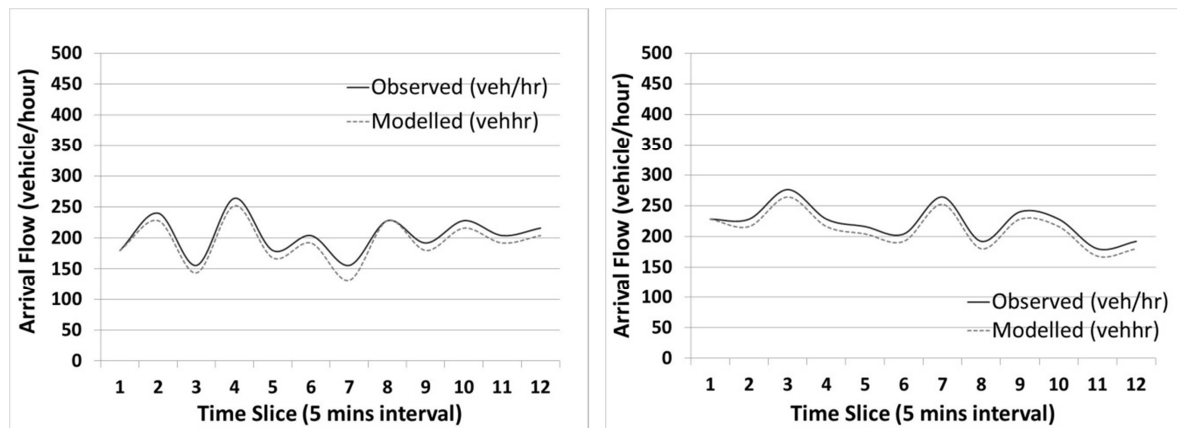 500
450
400
350
300
250
200
150
100
50
0
Arrival Flow (vehicle/hour)
Observed (veh/hr)
Modelled (vehhr)
1 2 3 4 5 6 7 8 9 10 11 12
Time Slice (5 mins interval)
500
450
400
350
300
250
200
150
100
50
0
Arrival Flow (vehicle/hour)
Observed (veh/hr)
Modelled (vehhr)
1 2 3 4 5 6 7 8 9 10 11 12
Time Slice (5 mins interval)